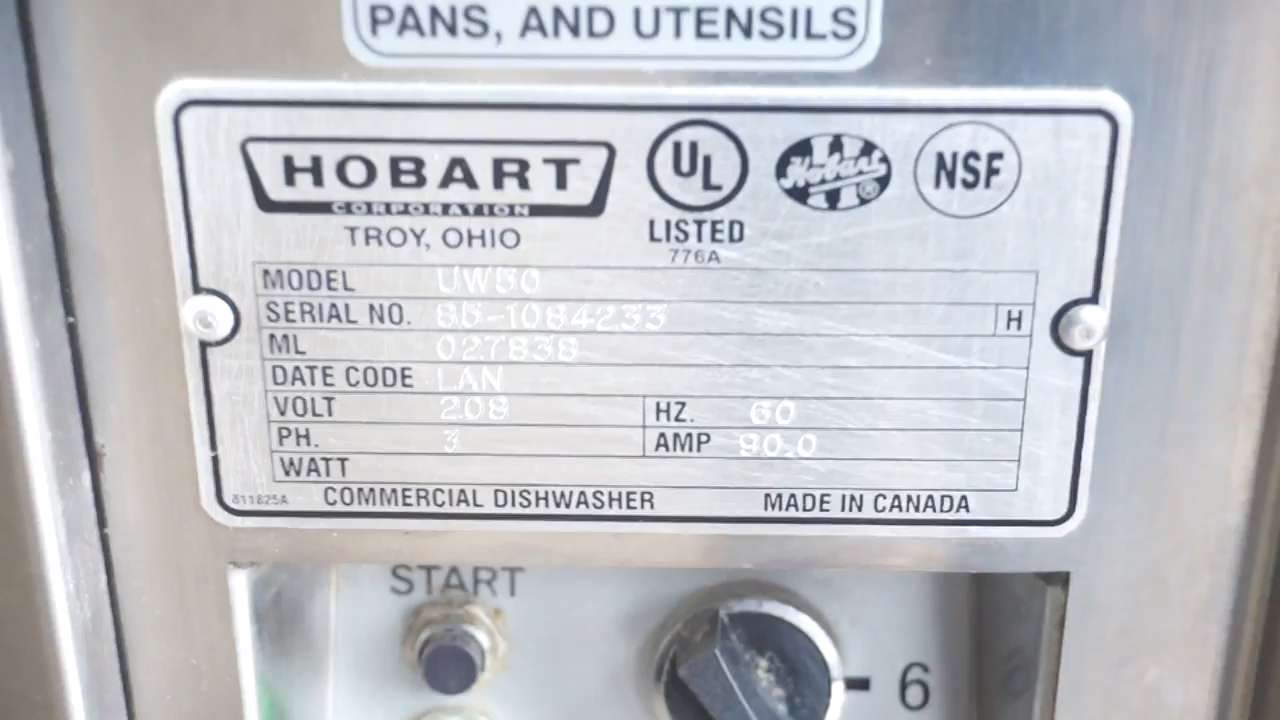 PANS, AND UTENSILS
HOBART
CORPORATION
TROY, OHIO
UL
LISTED
776A
Hobart
®
NSF
MODEL UW50
SERIAL NO. 85-1084233 H
ML 027838
DATE CODE LAN
VOLT 208 HZ. 60
PH. 3 AMP 90.0
WATT
811825A COMMERCIAL DISHWASHER MADE IN CANADA
START
6